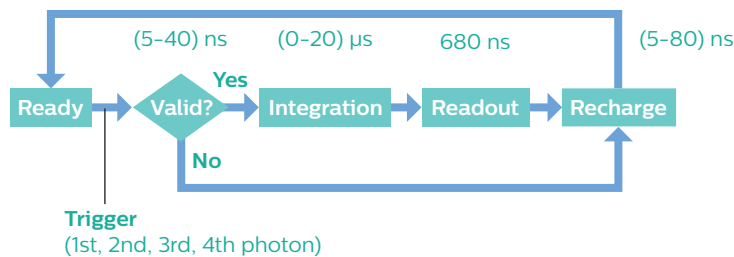 (5-40) ns
(0-20) µs
680 ns
(5-80) ns
Ready
Valid?
Yes
Integration
Readout
Recharge
No
Trigger
(1st, 2nd, 3rd, 4th photon)